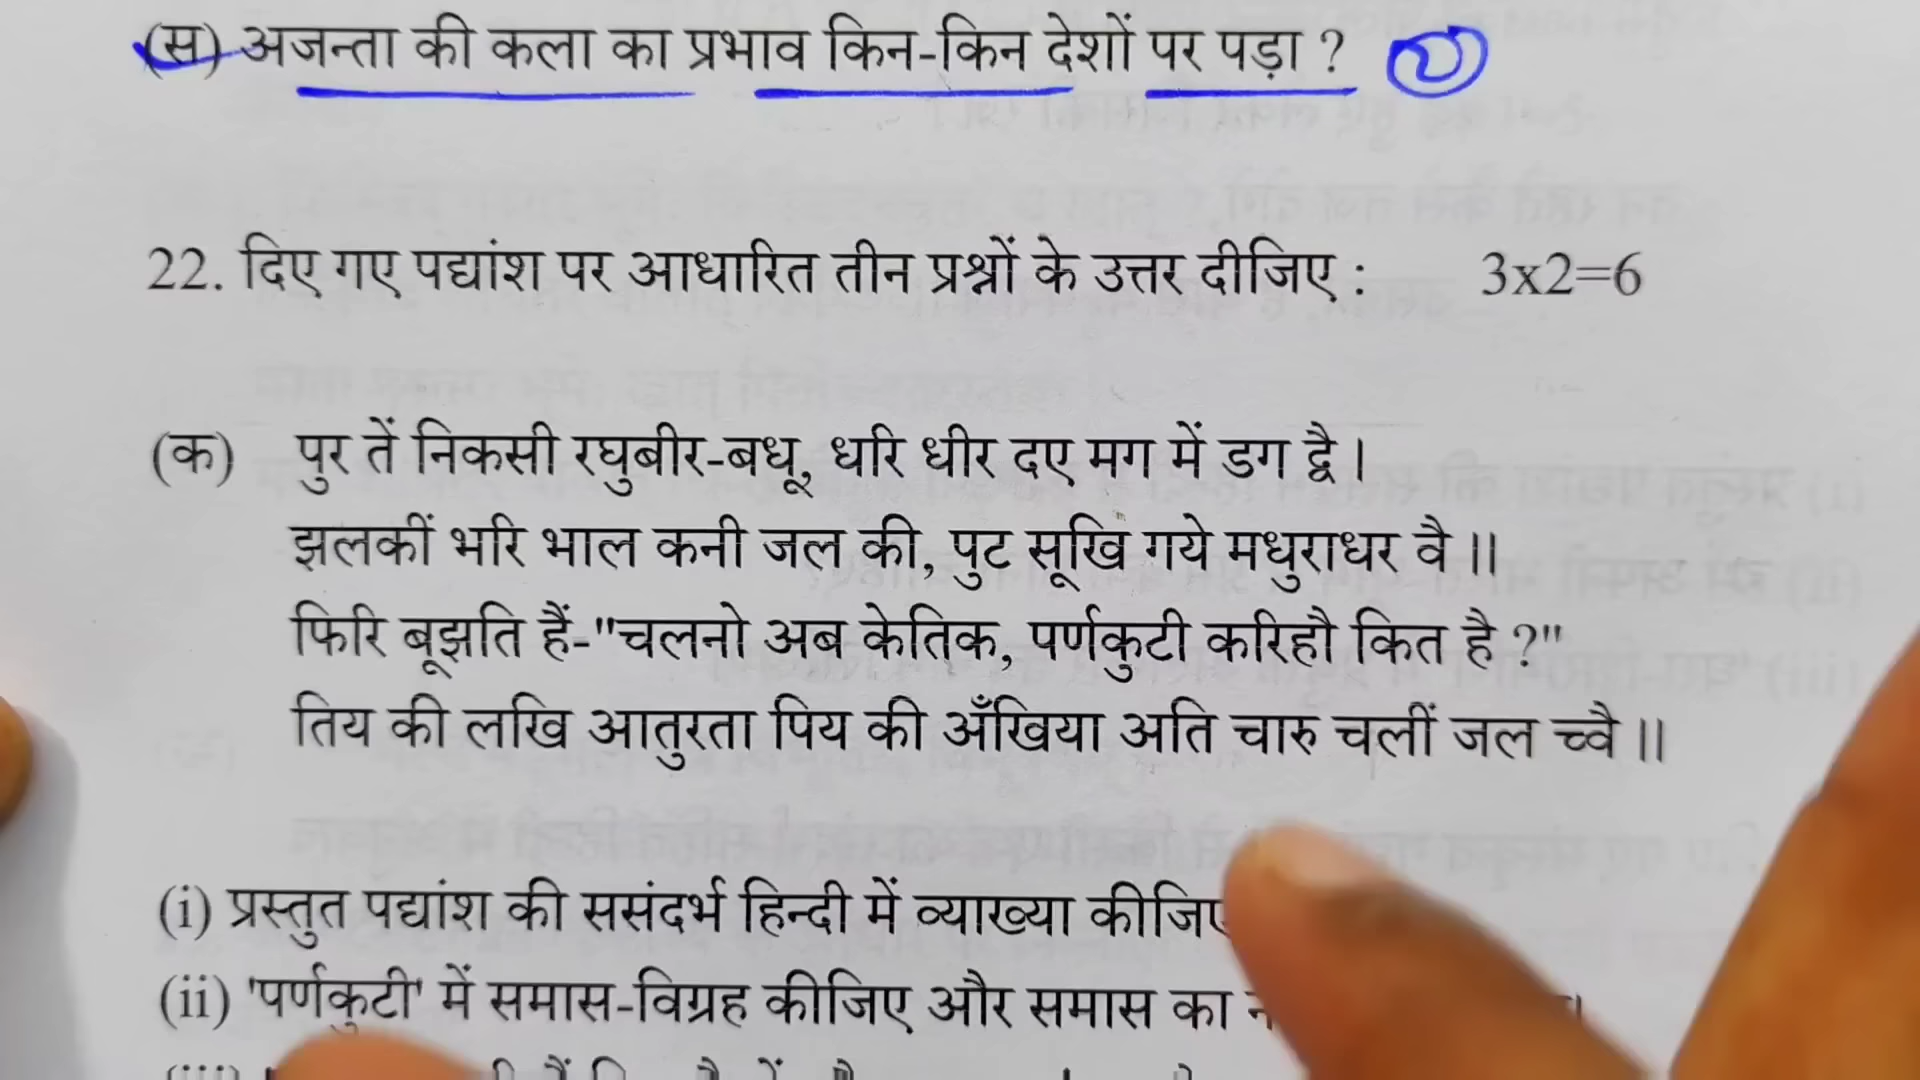 (स) अजन्ता की कला का प्रभाव किन-किन देशों पर पड़ा ?
22. दिए गए पद्यांश पर आधारित तीन प्रश्नों के उत्तर दीजिए : 3x2=6
(क) पुर तें निकसी रघुबीर-बधू, धरि धीर दए मग में डग द्वै।
झलकीं भरि भाल कनी जल की, पुट सूखि गये मधुराधर वै॥
फिरि बूझति हैं-"चलनो अब केतिक, पर्णकुटी करिहौ कित है ?"
तिय की लखि आतुरता पिय की अँखिया अति चारु चलीं जल च्वै॥
(i) प्रस्तुत पद्यांश की ससंदर्भ हिन्दी में व्याख्या कीजिए
(ii) 'पर्णकुटी' में समास-विग्रह कीजिए और समास का